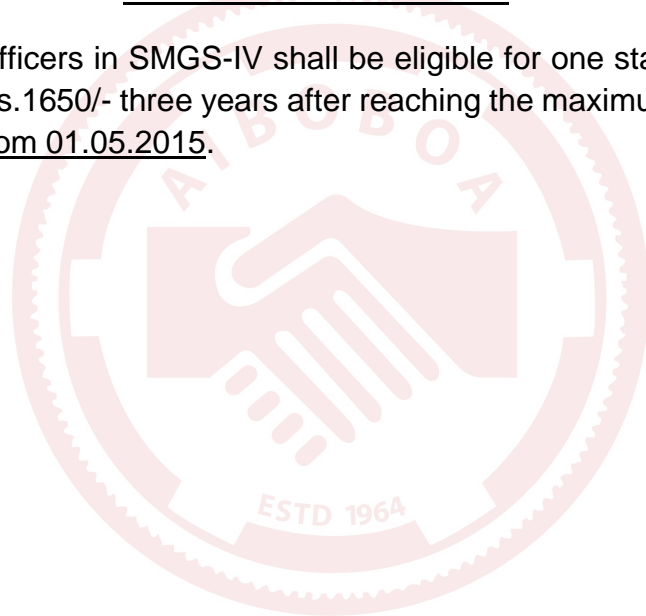 fficers in SMGS-IV shall be eligible for one sta
s.1650/- three years after reaching the maximu
om 01.05.2015.
AIBOBOA
ESTD 1964